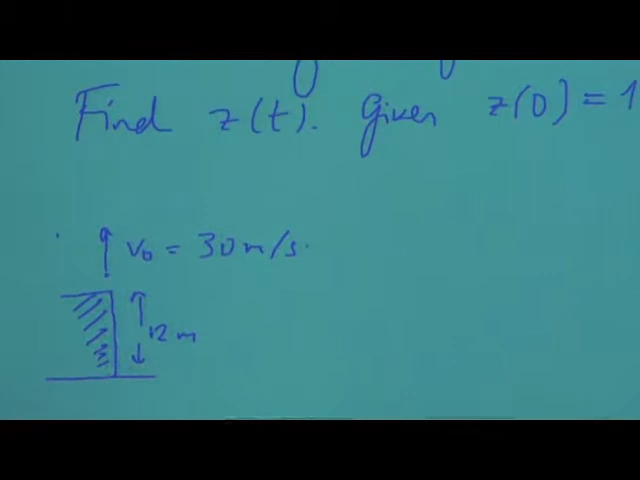 Find z(t). Given z(0) = 1
v₀ = 30 m/s.
12 m